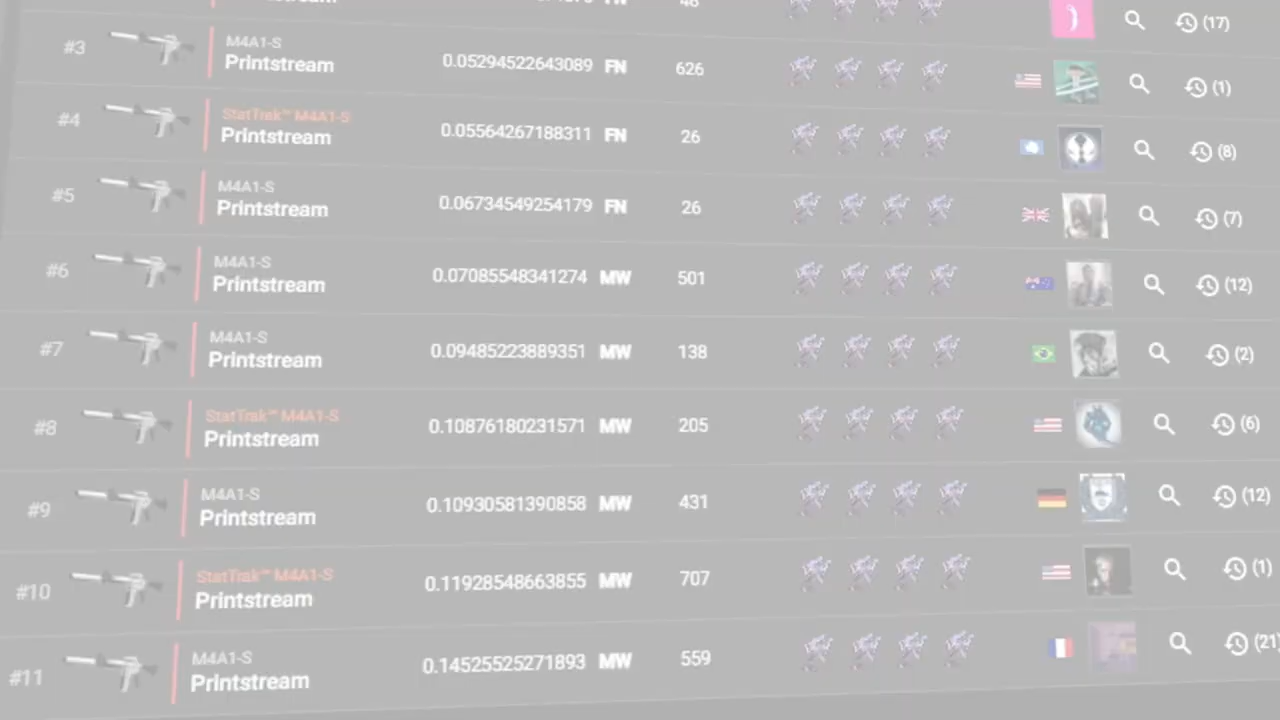 (17)
#3
M4A1-S
Printstream
0.05294522643089 FN 626
(1)
#4
StatTrak™ M4A1-S
Printstream
0.05564267188311 FN 26
(8)
#5
M4A1-S
Printstream
0.06734549254179 FN 26
(7)
#6
M4A1-S
Printstream
0.07085548341274 MW 501
(12)
#7
M4A1-S
Printstream
0.09485223889351 MW 138
(2)
#8
StatTrak™ M4A1-S
Printstream
0.10876180231571 MW 205
(6)
#9
M4A1-S
Printstream
0.10930581390858 MW 431
(12)
#10
StatTrak™ M4A1-S
Printstream
0.11928548663855 MW 707
(1)
#11
M4A1-S
Printstream
0.14525525271893 MW 559
(21)